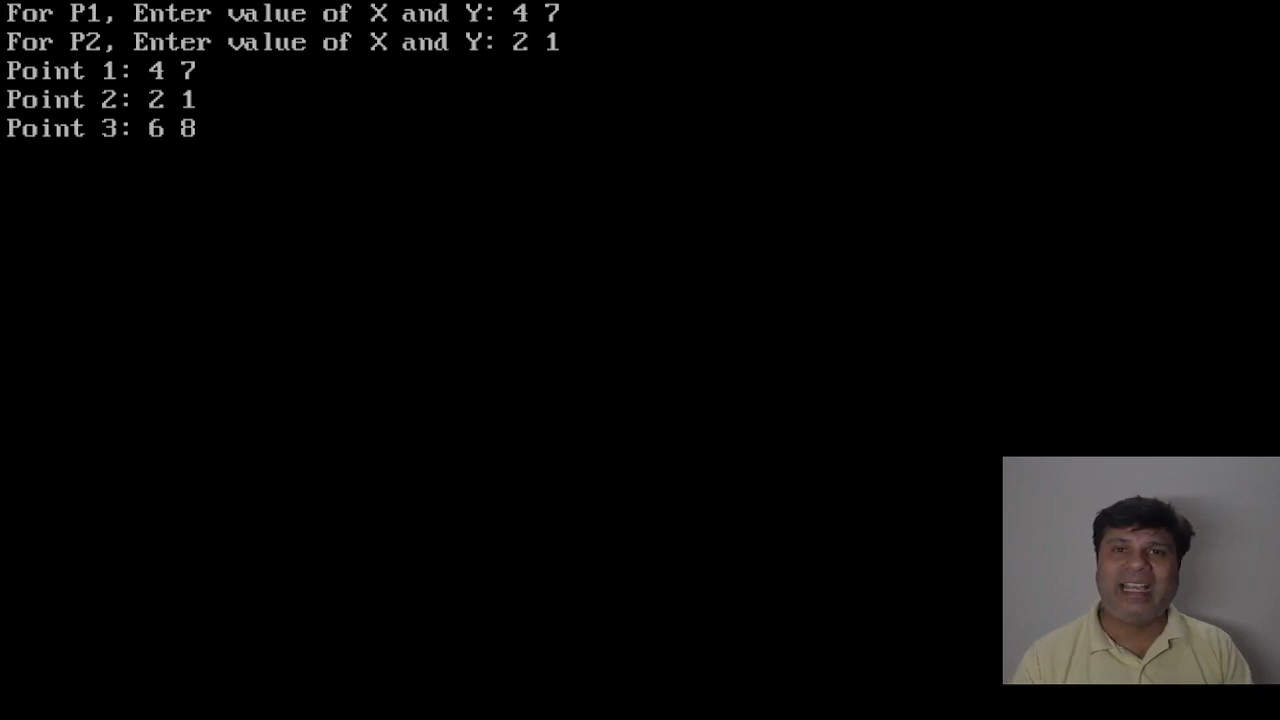 For P1, Enter value of X and Y: 4 7
For P2, Enter value of X and Y: 2 1
Point 1: 4 7
Point 2: 2 1
Point 3: 6 8